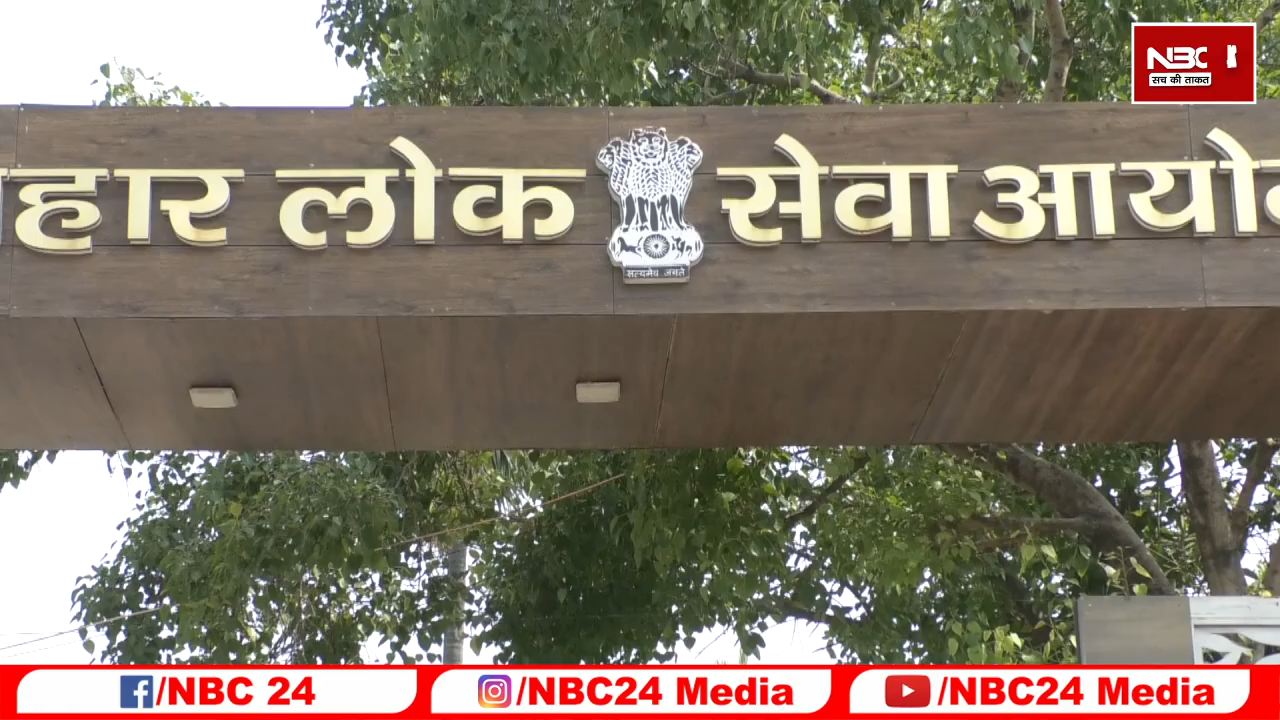 NBC
सच की ताकत
हार लोक सेवा आयो
सत्यमेव जयते
/NBC 24 /NBC24 Media /NBC24 Media